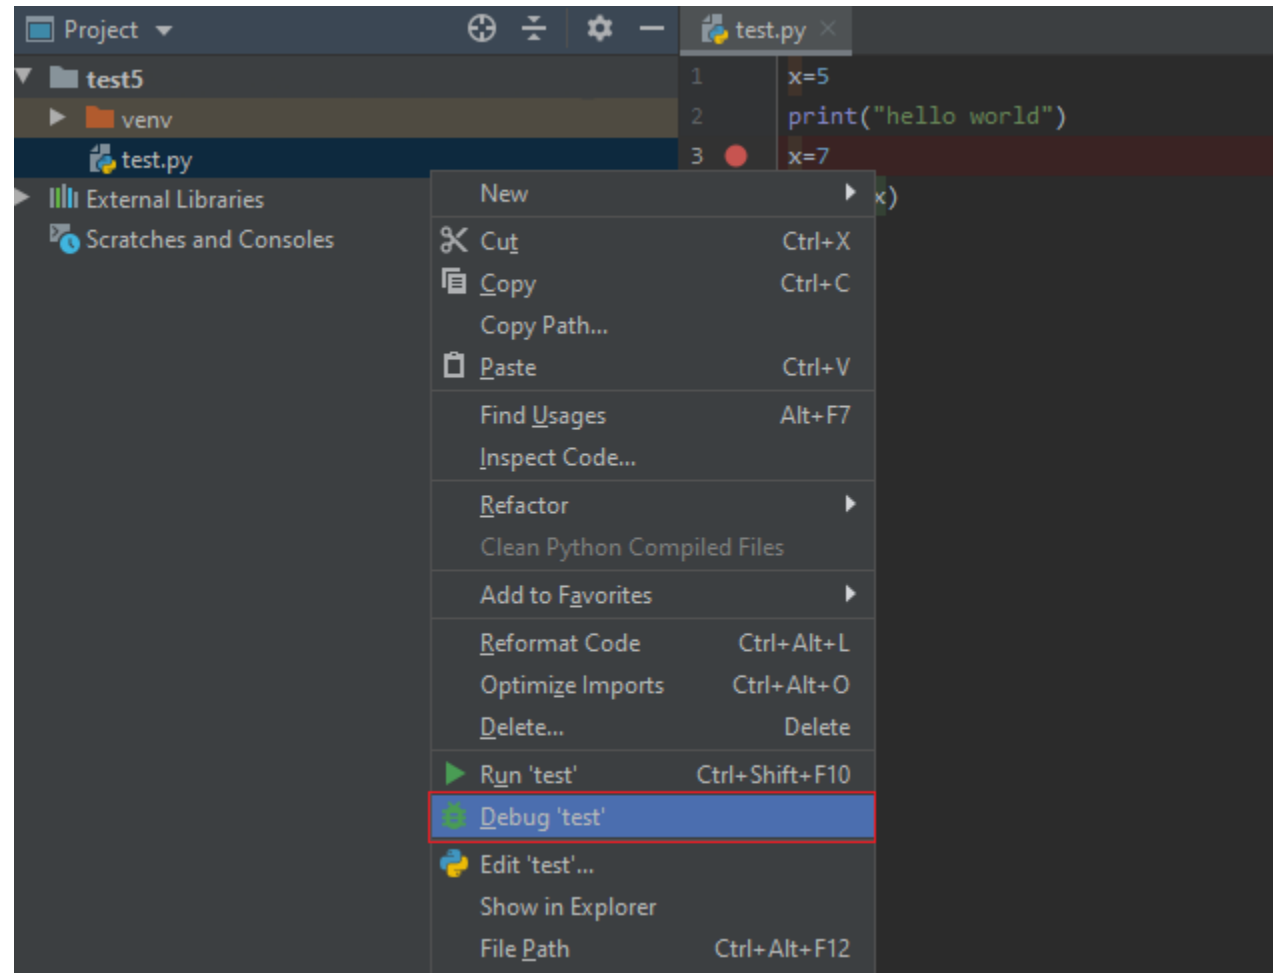 Project
test.py
test5
venv
test.py
External Libraries
Scratches and Consoles
1 x=5
2 print("hello world")
3 x=7
x)
New
Cut Ctrl+X
Copy Ctrl+C
Copy Path...
Paste Ctrl+V
Find Usages Alt+F7
Inspect Code...
Refactor
Clean Python Compiled Files
Add to Favorites
Reformat Code Ctrl+Alt+L
Optimize Imports Ctrl+Alt+O
Delete... Delete
Run 'test' Ctrl+Shift+F10
Debug 'test'
Edit 'test'...
Show in Explorer
File Path Ctrl+Alt+F12